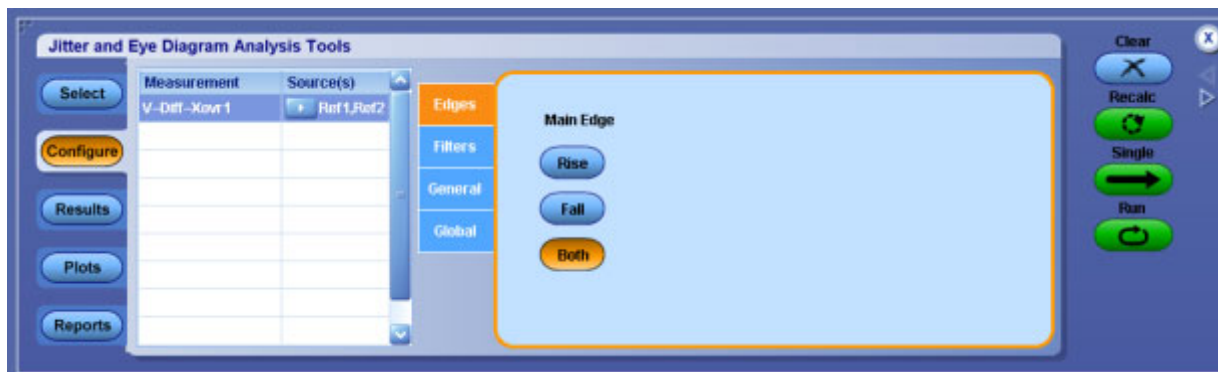 Jitter and Eye Diagram Analysis Tools
Select
Configure
Results
Plots
Reports
Measurement Source(s)
V-Diff-Xovr1 Ref1,Ref2
Edges
Filters
General
Global
Main Edge
Rise
Fall
Both
Clear
X
Recalc
Single
Run